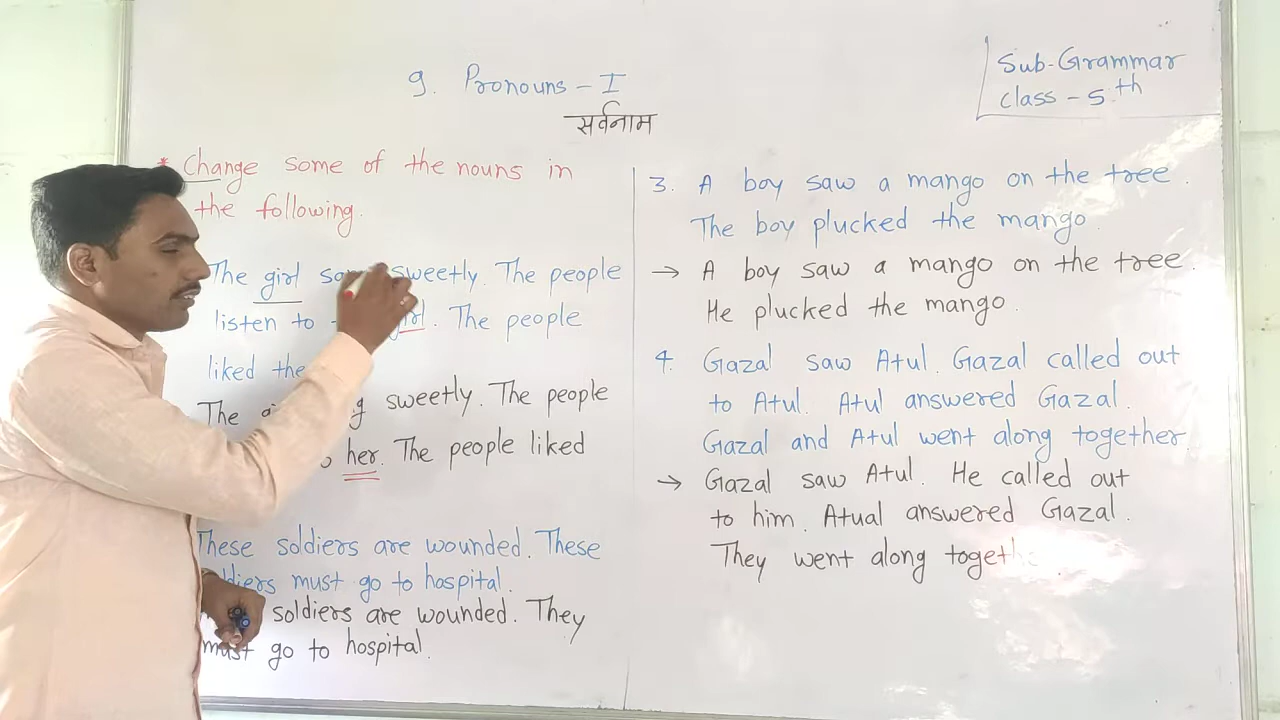 9. Pronouns - I
सर्वनाम
Sub-Grammar
class - 5th
* Change some of the nouns in
the following.
The girl sweetly. The people
listen to girl. The people
liked the
The sweetly. The people
her. The people liked
These soldiers are wounded. These
soldiers must go to hospital.
soldiers are wounded. They
must go to hospital.
3. A boy saw a mango on the tree.
The boy plucked the mango.
→ A boy saw a mango on the tree.
He plucked the mango.
4. Gazal saw Atul. Gazal called out
to Atul. Atul answered Gazal.
Gazal and Atul went along together.
→ Gazal saw Atul. He called out
to him. Atual answered Gazal.
They went along together.